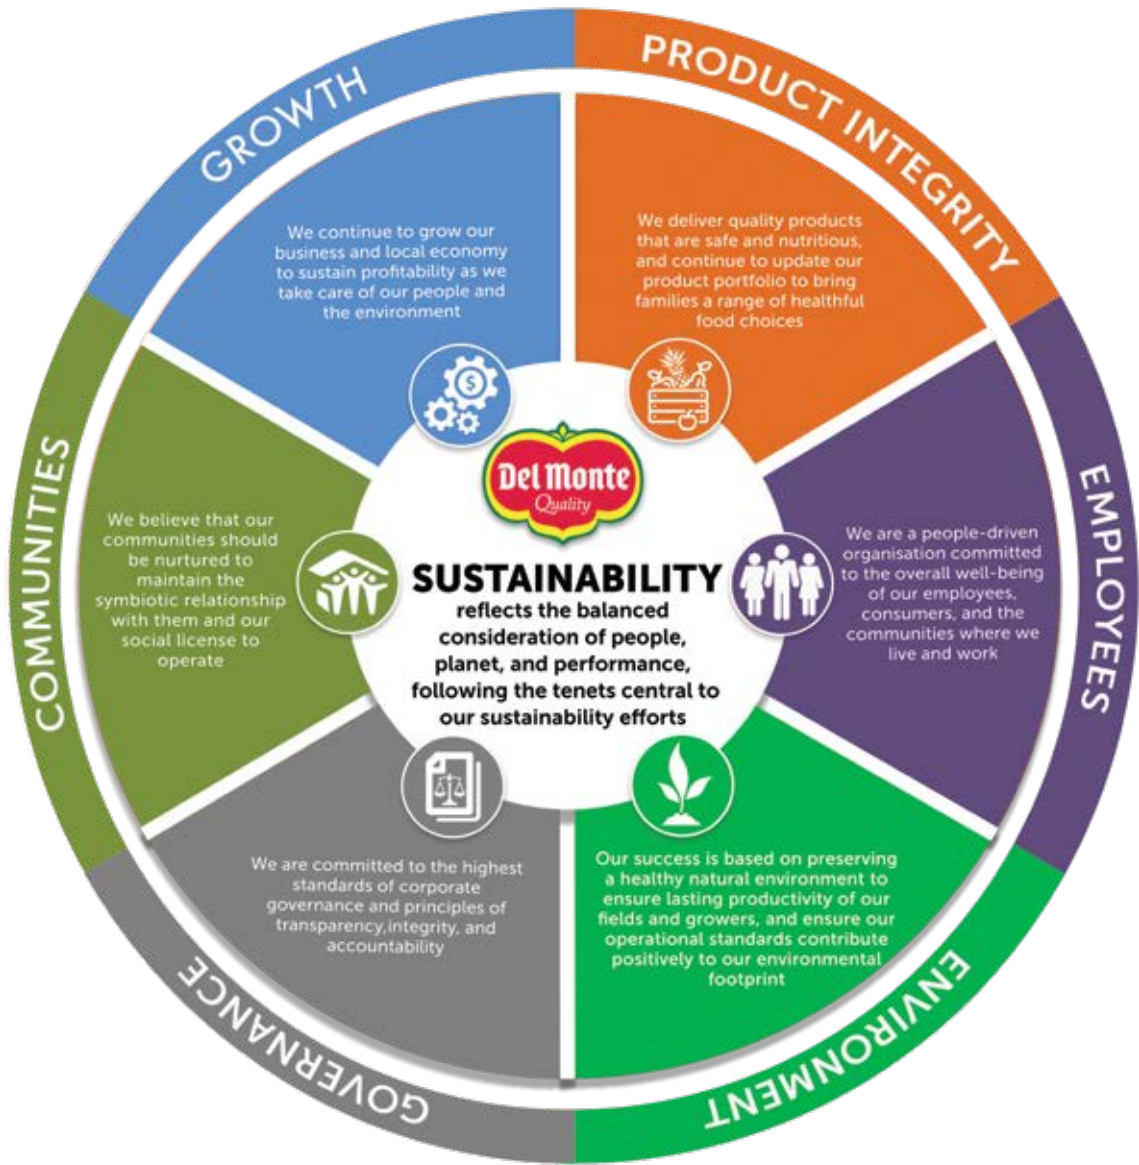 GROWTH
We continue to grow our
business and local economy
to sustain profitability as we
take care of our people and
the environment
PRODUCT INTEGRITY
We deliver quality products
that are safe and nutritious,
and continue to update our
product portfolio to bring
families a range of healthful
food choices
EMPLOYEES
We are a people-driven
organisation committed
to the overall well-being
of our employees,
consumers, and the
communities where we
live and work
ENVIRONMENT
Our success is based on preserving
a healthy natural environment to
ensure lasting productivity of our
fields and growers, and ensure our
operational standards contribute
positively to our environmental
footprint
GOVERNANCE
We are committed to the highest
standards of corporate
governance and principles of
transparency,integrity, and
accountability
COMMUNITIES
We believe that our
communities should
be nurtured to
maintain the
symbiotic relationship
with them and our
social license to
operate
$
Del Monte
Quality
SUSTAINABILITY
reflects the balanced
consideration of people,
planet, and performance,
following the tenets central to
our sustainability efforts